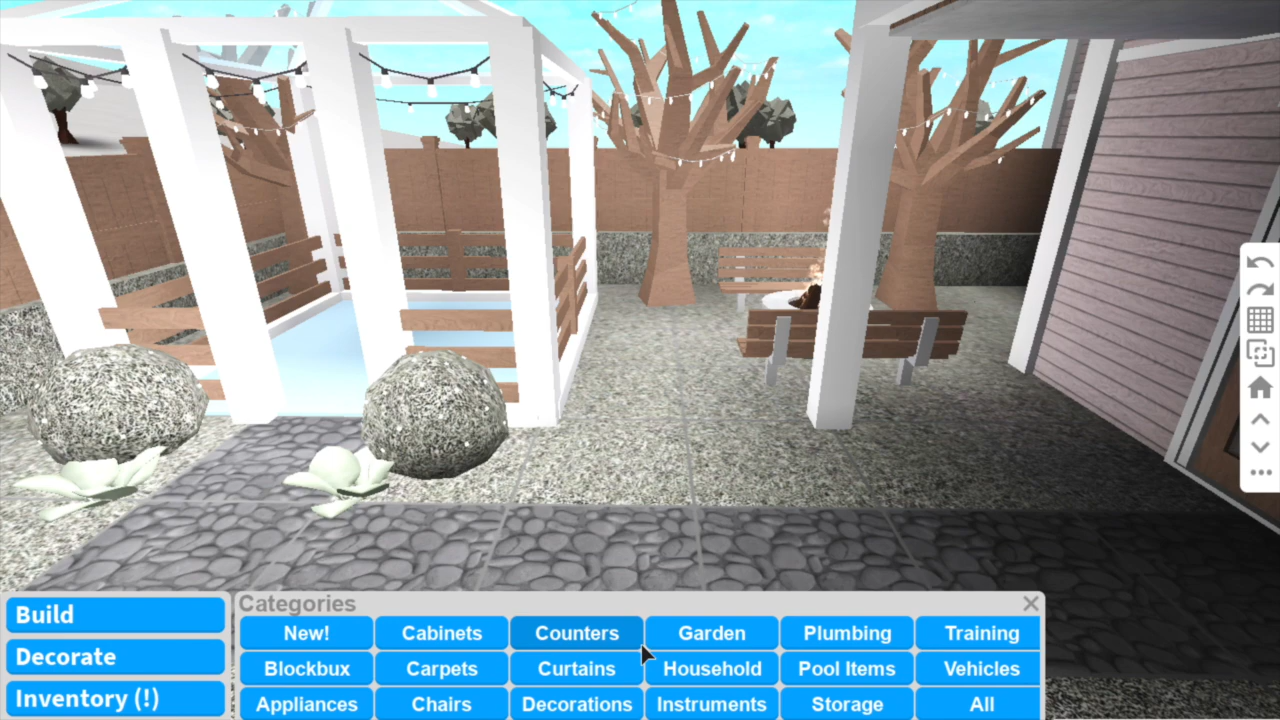 Build
Decorate
Inventory (!)
Categories
New! Cabinets Counters Garden Plumbing Training
Blockbux Carpets Curtains Household Pool Items Vehicles
Appliances Chairs Decorations Instruments Storage All